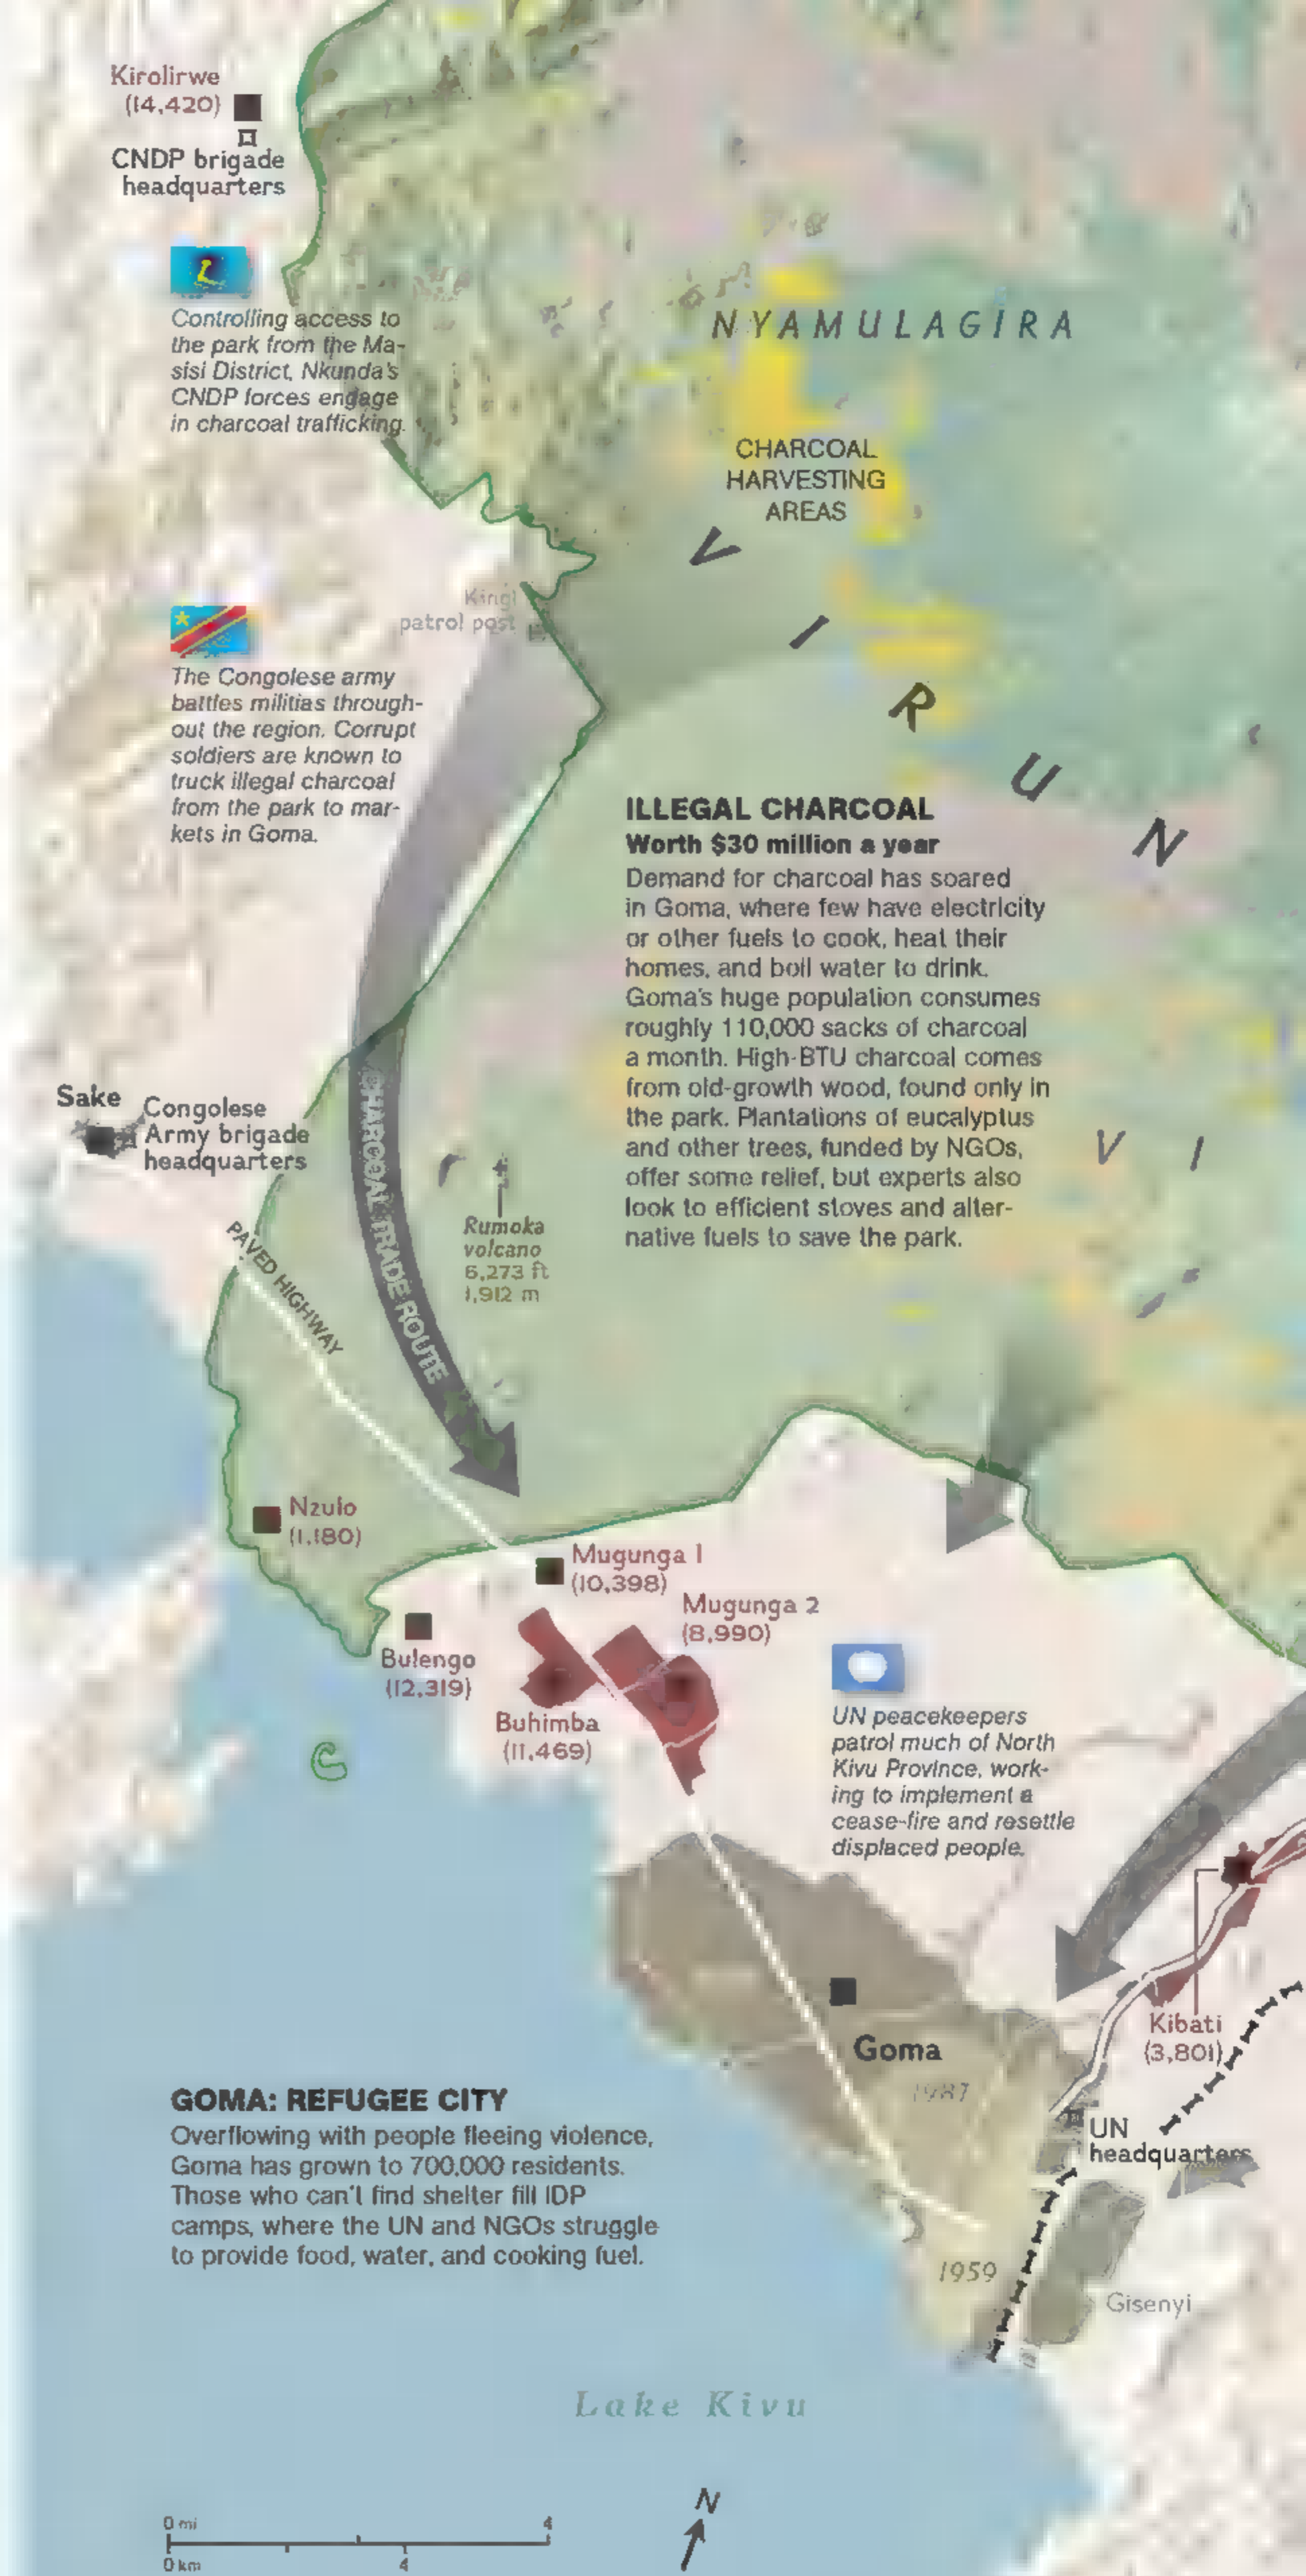 Kirolirwe
(14,420)
CNDP brigade
headquarters
Controlling access to
the park from the Ma-
sisi District, Nkunda's
CNDP forces engage
in charcoal trafficking.
NYAMULAGIRA
CHARCOAL
HARVESTING
AREAS
V I R U N
Kingi
patrol post
The Congolese army
battles militias through-
out the region. Corrupt
soldiers are known to
truck illegal charcoal
from the park to mar-
kets in Goma.
ILLEGAL CHARCOAL
Worth $30 million a year
Demand for charcoal has soared
in Goma, where few have electricity
or other fuels to cook, heat their
homes, and boil water to drink.
Goma's huge population consumes
roughly 110,000 sacks of charcoal
a month. High-BTU charcoal comes
from old-growth wood, found only in
the park. Plantations of eucalyptus
and other trees, funded by NGOs,
offer some relief, but experts also
look to efficient stoves and alter-
native fuels to save the park.
V I
Sake
Congolese
Army brigade
headquarters
CHARCOAL TRADE ROUTE
PAVED HIGHWAY
Rumoka
volcano
6,273 ft
1,912 m
Nzulo
(1,180)
Mugunga 1
(10,398)
Mugunga 2
(8,990)
Bulengo
(12,319)
Buhimba
(11,469)
C
UN peacekeepers
patrol much of North
Kivu Province, work-
ing to implement a
cease-fire and resettle
displaced people.
Kibati
(3,801)
Goma
1987
UN
headquarters
GOMA: REFUGEE CITY
Overflowing with people fleeing violence,
Goma has grown to 700,000 residents.
Those who can't find shelter fill IDP
camps, where the UN and NGOs struggle
to provide food, water, and cooking fuel.
1959
Gisenyi
Lake Kivu
N
0 mi 4
0 km 4